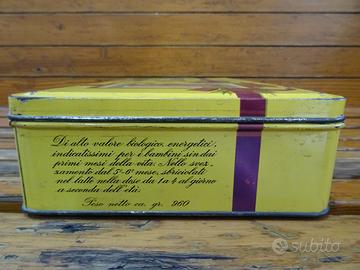 Di alto valore biologico, energetici,
indicatissimi per i bambini sin dai
primi mesi della vita: Nello svez-
zamento dal 5°-6° mese, sbriciolati
nel latte nella dose da 1 a 4 al giorno
a seconda dell'età.
Peso netto ca. gr. 960
subito